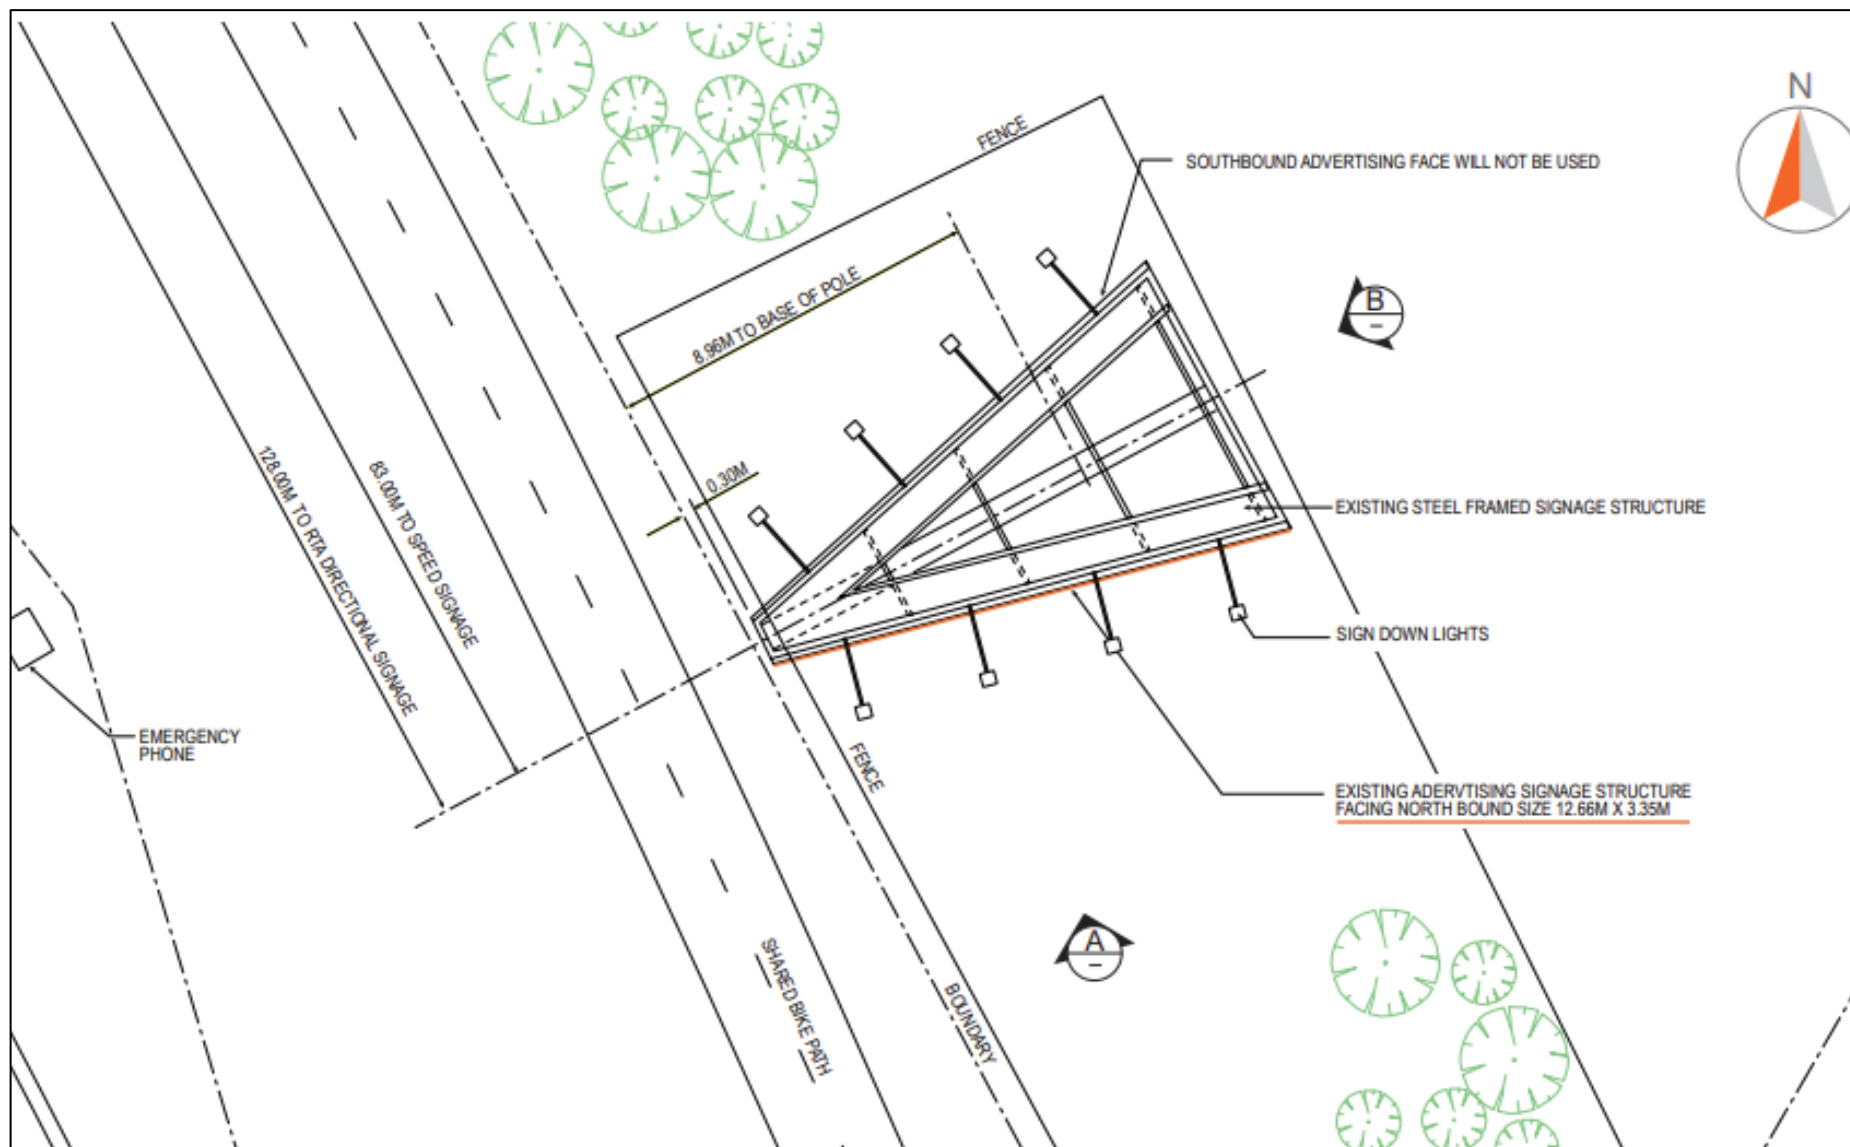 N
FENCE
SOUTHBOUND ADVERTISING FACE WILL NOT BE USED
8.96M TO BASE OF POLE
B
–
0.30M
128.00M TO RTA DIRECTIONAL SIGNAGE
83.00M TO SPEED SIGNAGE
EXISTING STEEL FRAMED SIGNAGE STRUCTURE
SIGN DOWN LIGHTS
EMERGENCY
PHONE
FENCE
EXISTING ADERVTISING SIGNAGE STRUCTURE
FACING NORTH BOUND SIZE 12.66M X 3.35M
A
–
SHARED BIKE PATH
BOUNDARY